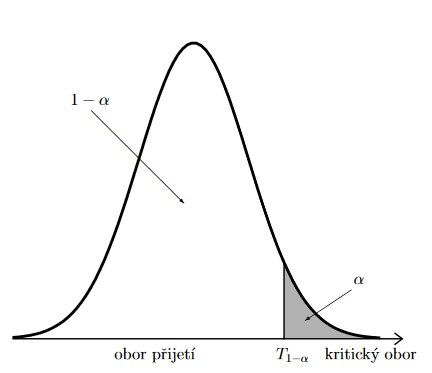 1 − α
α
obor přijetí T₁₋α kritický obor